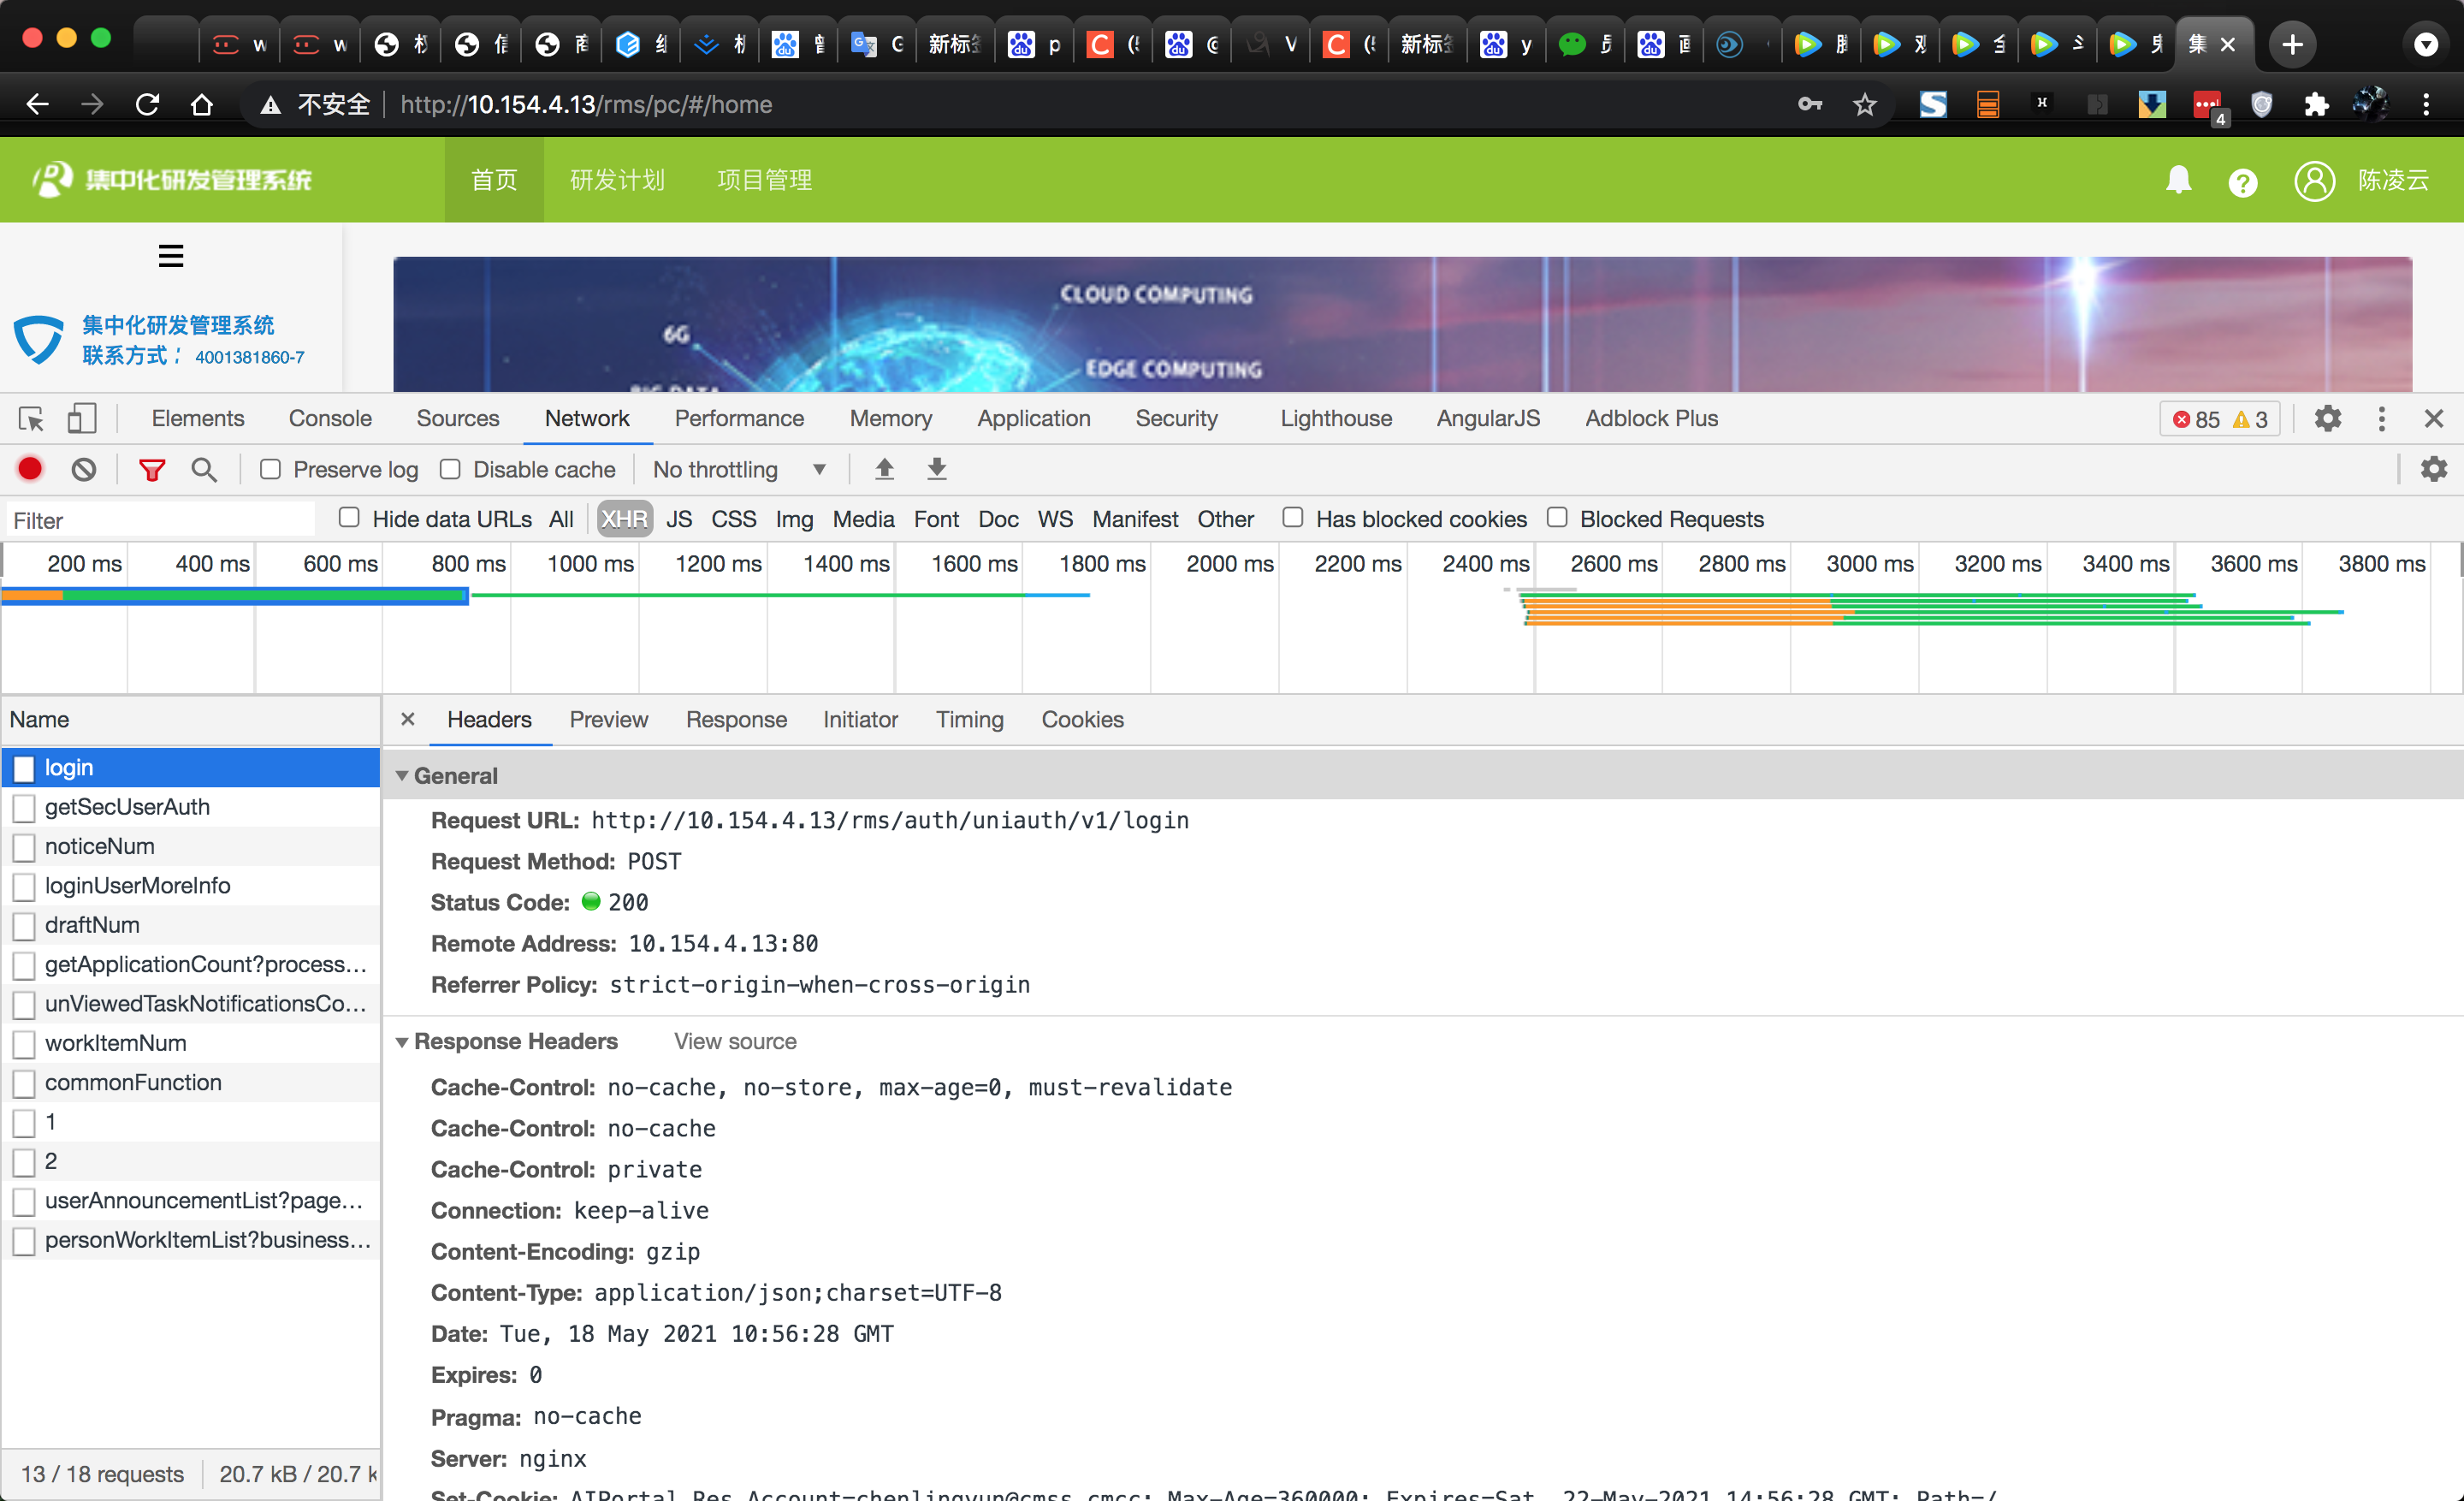 新标
新标
集
不安全 http://10.154.4.13/rms/pc/#/home
4
集中化研发管理系统 首页 研发计划 项目管理 陈凌云
集中化研发管理系统
联系方式： 4001381860-7
CLOUD COMPUTING
6G
EDGE COMPUTING
BIG DATA
Elements Console Sources Network Performance Memory Application Security Lighthouse AngularJS Adblock Plus 85 3
Preserve log Disable cache No throttling
Filter Hide data URLs All XHR JS CSS Img Media Font Doc WS Manifest Other Has blocked cookies Blocked Requests
200 ms 400 ms 600 ms 800 ms 1000 ms 1200 ms 1400 ms 1600 ms 1800 ms 2000 ms 2200 ms 2400 ms 2600 ms 2800 ms 3000 ms 3200 ms 3400 ms 3600 ms 3800 ms
Name
login
getSecUserAuth
noticeNum
loginUserMoreInfo
draftNum
getApplicationCount?process…
unViewedTaskNotificationsCo…
workItemNum
commonFunction
1
2
userAnnouncementList?page…
personWorkItemList?business…
13 / 18 requests 20.7 kB / 20.7 k
Headers Preview Response Initiator Timing Cookies
General
Request URL: http://10.154.4.13/rms/auth/uniauth/v1/login
Request Method: POST
Status Code: 200
Remote Address: 10.154.4.13:80
Referrer Policy: strict-origin-when-cross-origin
Response Headers View source
Cache-Control: no-cache, no-store, max-age=0, must-revalidate
Cache-Control: no-cache
Cache-Control: private
Connection: keep-alive
Content-Encoding: gzip
Content-Type: application/json;charset=UTF-8
Date: Tue, 18 May 2021 10:56:28 GMT
Expires: 0
Pragma: no-cache
Server: nginx
Set-Cookie: AIPortal_Res_Account=chenlingyun@cmss.cmcc; Max-Age=360000; Expires=Sat, 22-May-2021 14:56:28 GMT; Path=/